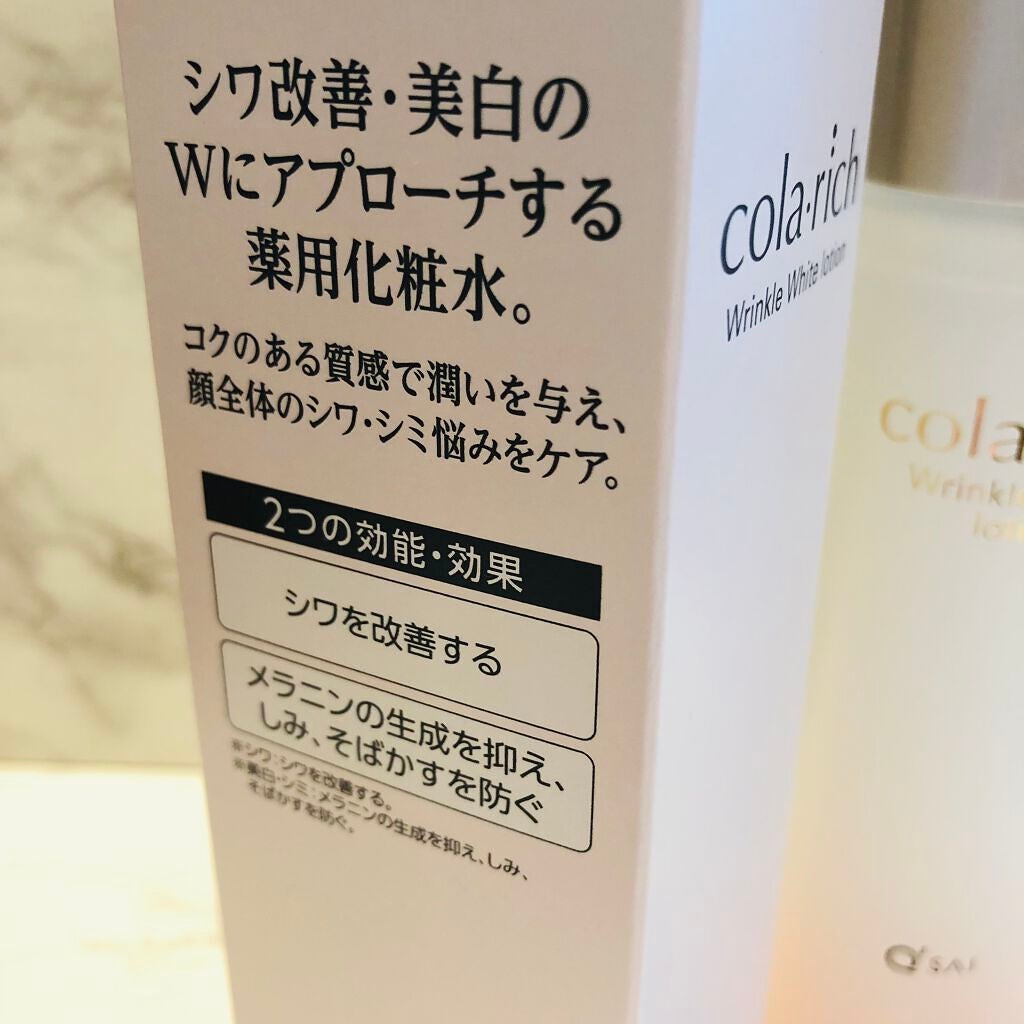 シワ改善・美白の
Wにアプローチする
薬用化粧水。
コクのある質感で潤いを与え、
顔全体のシワ・シミ悩みをケア。
2つの効能・効果
シワを改善する
メラニンの生成を抑え、
しみ、そばかすを防ぐ
※シワ:シワを改善する。
※美白・シミ:メラニンの生成を抑え、しみ、
そばかすを防ぐ。
cola・rich
Wrinkle White lotion
cola
Wrinkle
Q'SAI